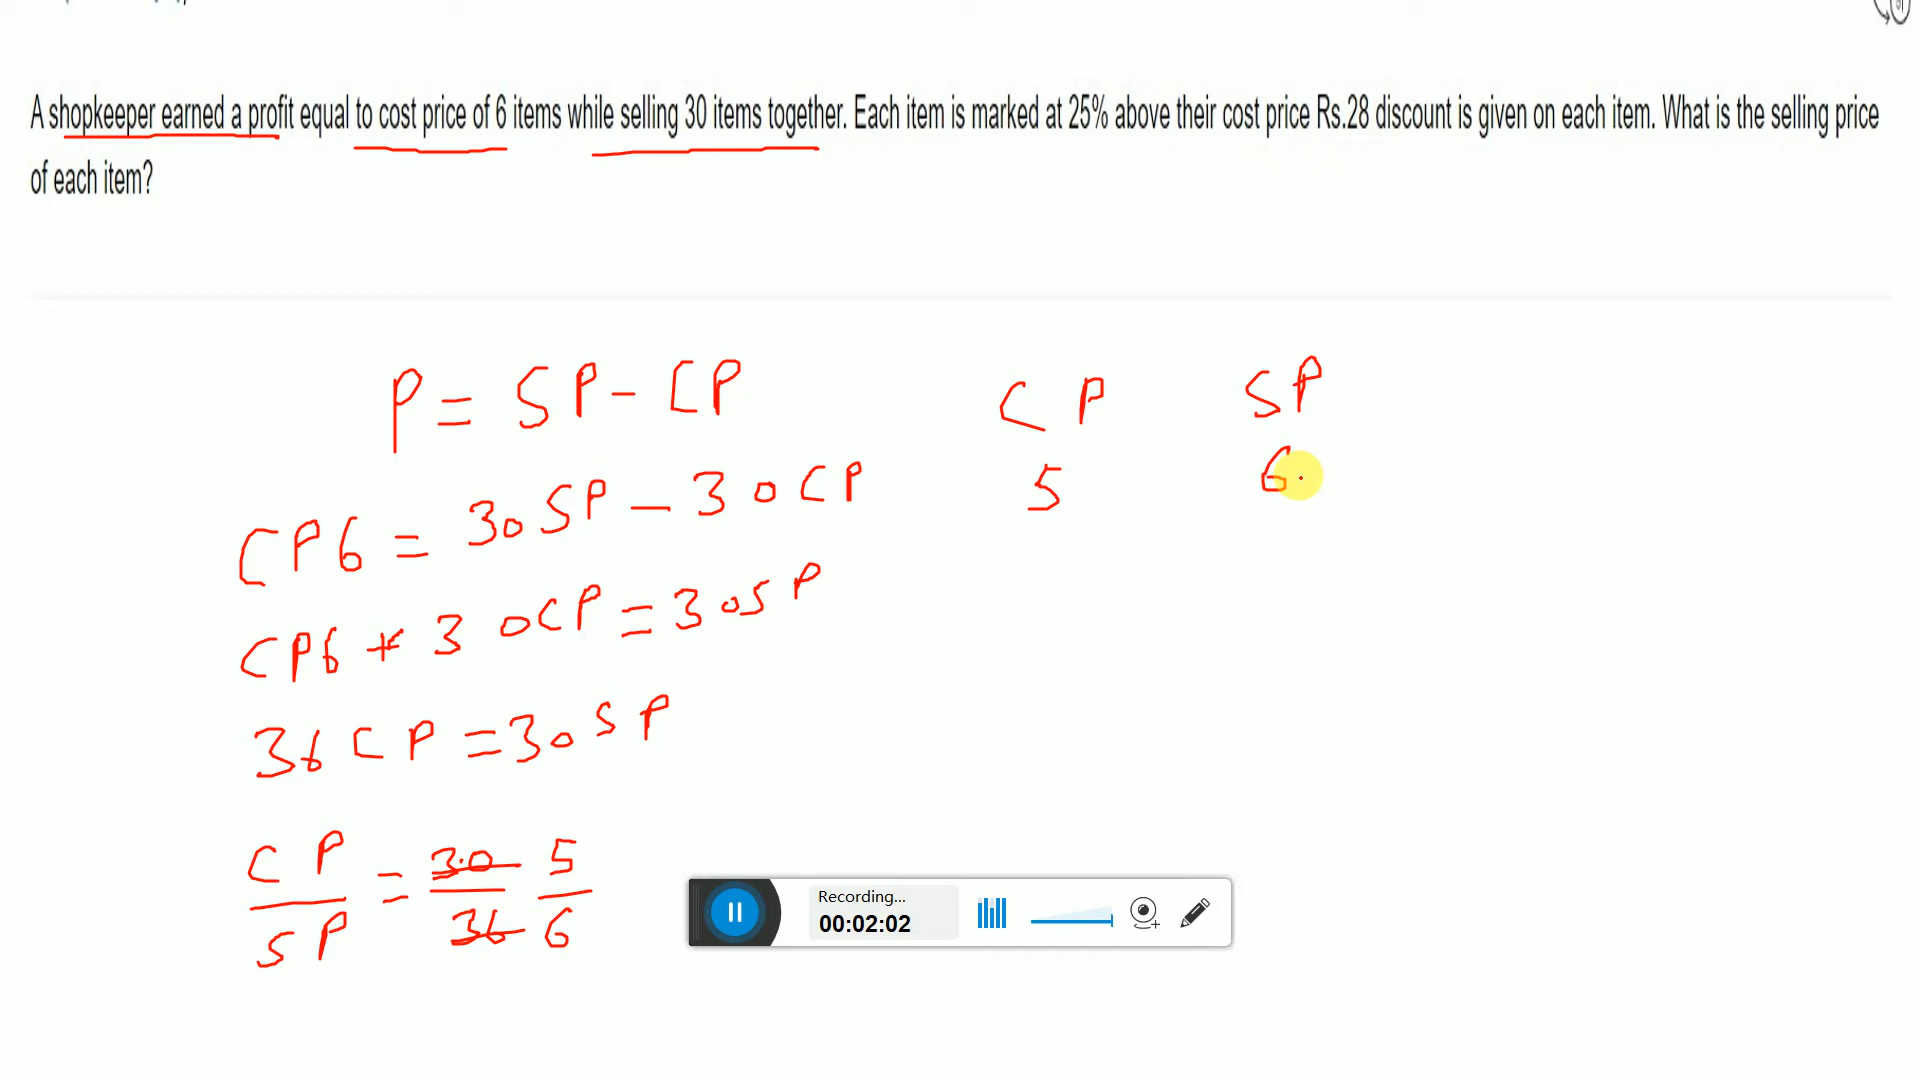 A shopkeeper earned a profit equal to cost price of 6 items while selling 30 items together. Each item is marked at 25% above their cost price Rs.28 discount is given on each item. What is the selling price
of each item?
P = SP - CP
CP SP
5 6
CP6 = 30SP - 30CP
CP6 + 30CP = 30SP
36CP = 30SP
CP/SP = 30/36 5/6
Recording...
00:02:02